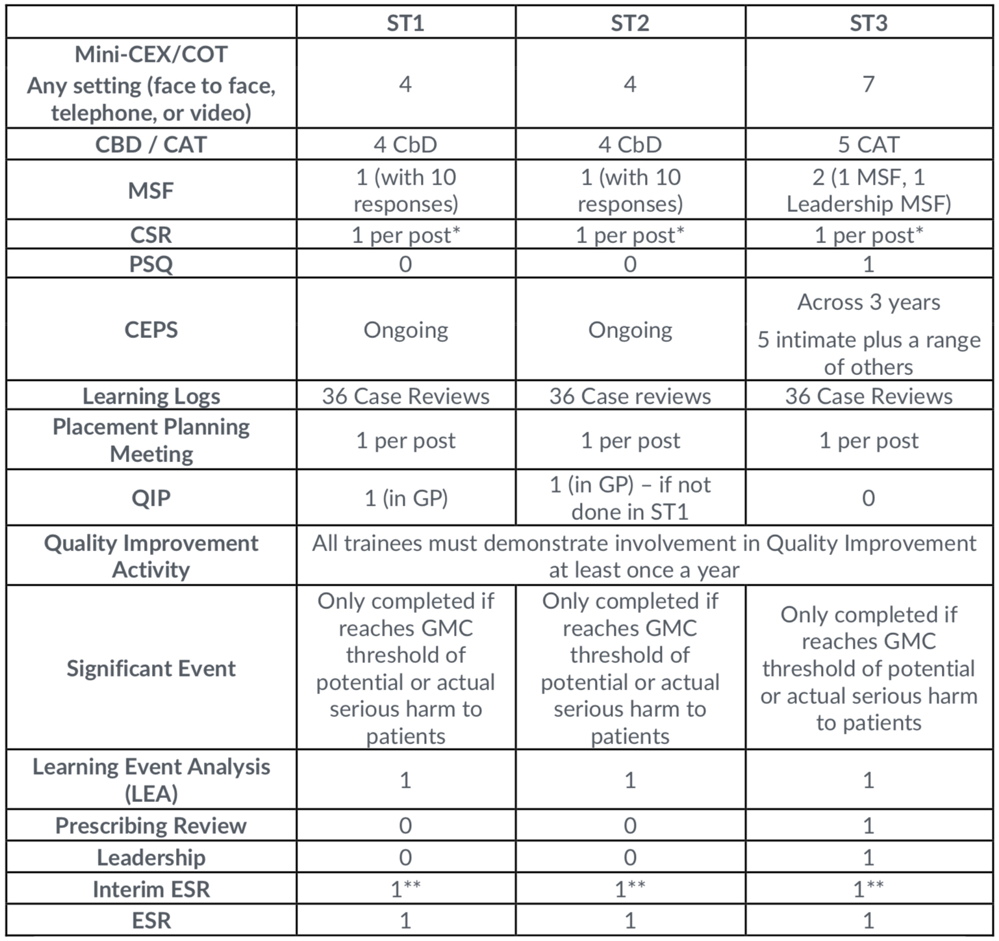 ST1 ST2 ST3
Mini-CEX/COT
Any setting (face to face,
telephone, or video)
4 4 7
CBD / CAT 4 CbD 4 CbD 5 CAT
MSF
1 (with 10
responses)
1 (with 10
responses)
2 (1 MSF, 1
Leadership MSF)
CSR 1 per post* 1 per post* 1 per post*
PSQ 0 0 1
CEPS Ongoing Ongoing
Across 3 years
5 intimate plus a range
of others
Learning Logs 36 Case Reviews 36 Case reviews 36 Case Reviews
Placement Planning
Meeting
1 per post 1 per post 1 per post
QIP 1 (in GP)
1 (in GP) – if not
done in ST1
0
Quality Improvement
Activity
All trainees must demonstrate involvement in Quality Improvement
at least once a year
Significant Event
Only completed if
reaches GMC
threshold of
potential or actual
serious harm to
patients
Only completed if
reaches GMC
threshold of
potential or actual
serious harm to
patients
Only completed if
reaches GMC
threshold of potential
or actual serious harm
to patients
Learning Event Analysis
(LEA)
1 1 1
Prescribing Review 0 0 1
Leadership 0 0 1
Interim ESR 1** 1** 1**
ESR 1 1 1